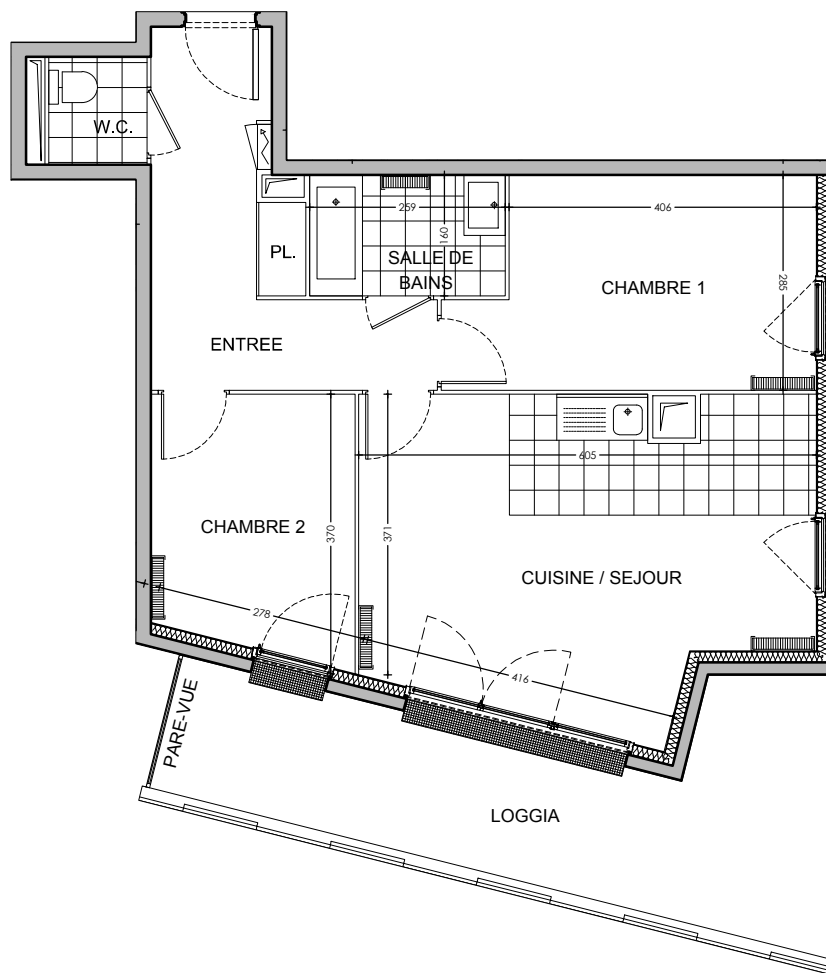 W.C.
259
406
160
PL.
SALLE DE
BAINS
CHAMBRE 1
285
ENTREE
605
CHAMBRE 2
370
371
CUISINE / SEJOUR
278
416
PARE-VUE
LOGGIA